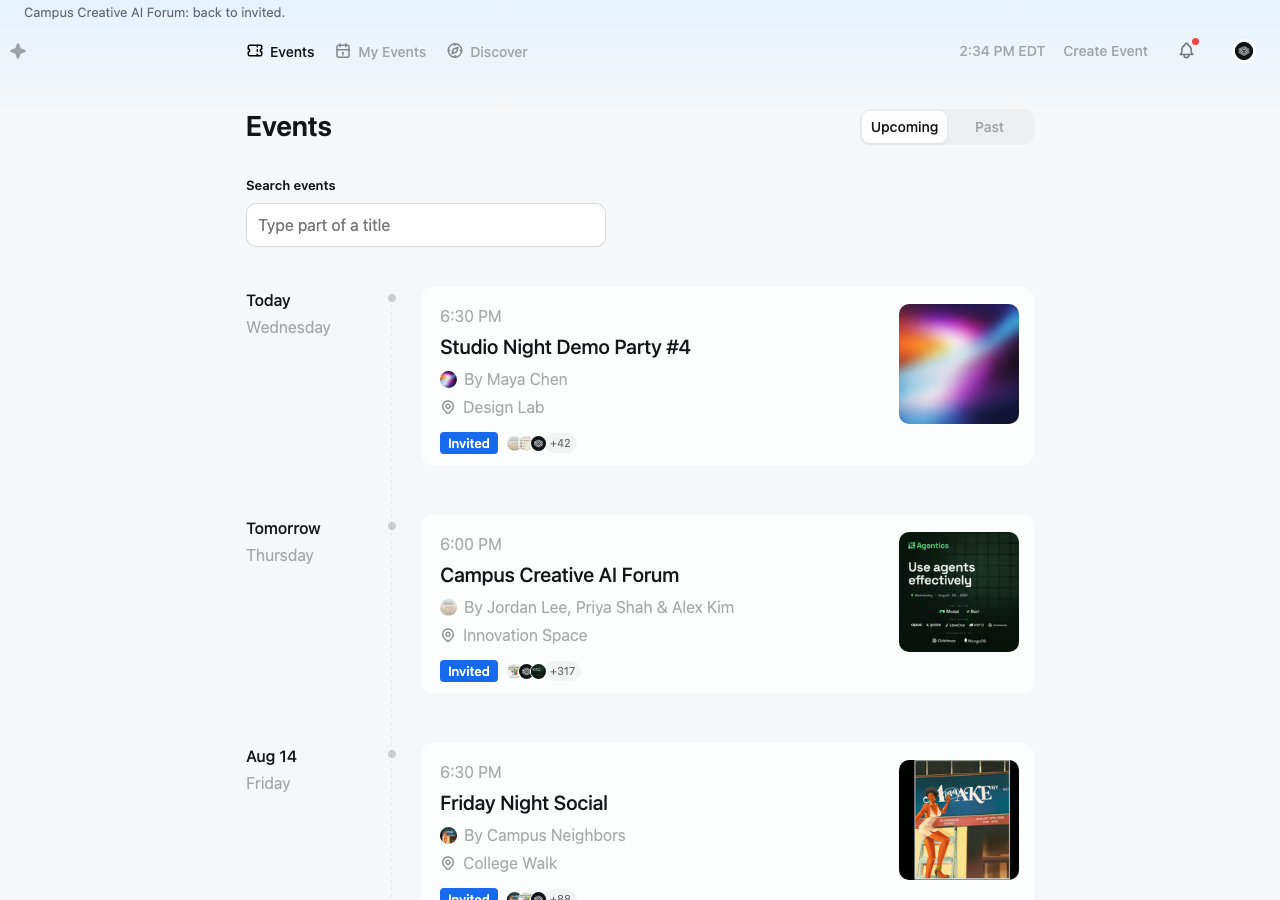 Campus Creative AI Forum: back to invited.
Events
My Events
Discover
2:34 PM EDT
Create Event
Events
Upcoming
Past
Search events
Type part of a title
Today
Wednesday
6:30 PM
Studio Night Demo Party #4
By Maya Chen
Design Lab
Invited
+42
Tomorrow
Thursday
6:00 PM
Campus Creative AI Forum
By Jordan Lee, Priya Shah & Alex Kim
Innovation Space
Invited
+317
Agentics
Use agents
effectively
Modal
MongoDB
Aug 14
Friday
6:30 PM
Friday Night Social
By Campus Neighbors
College Walk
Invited
+88